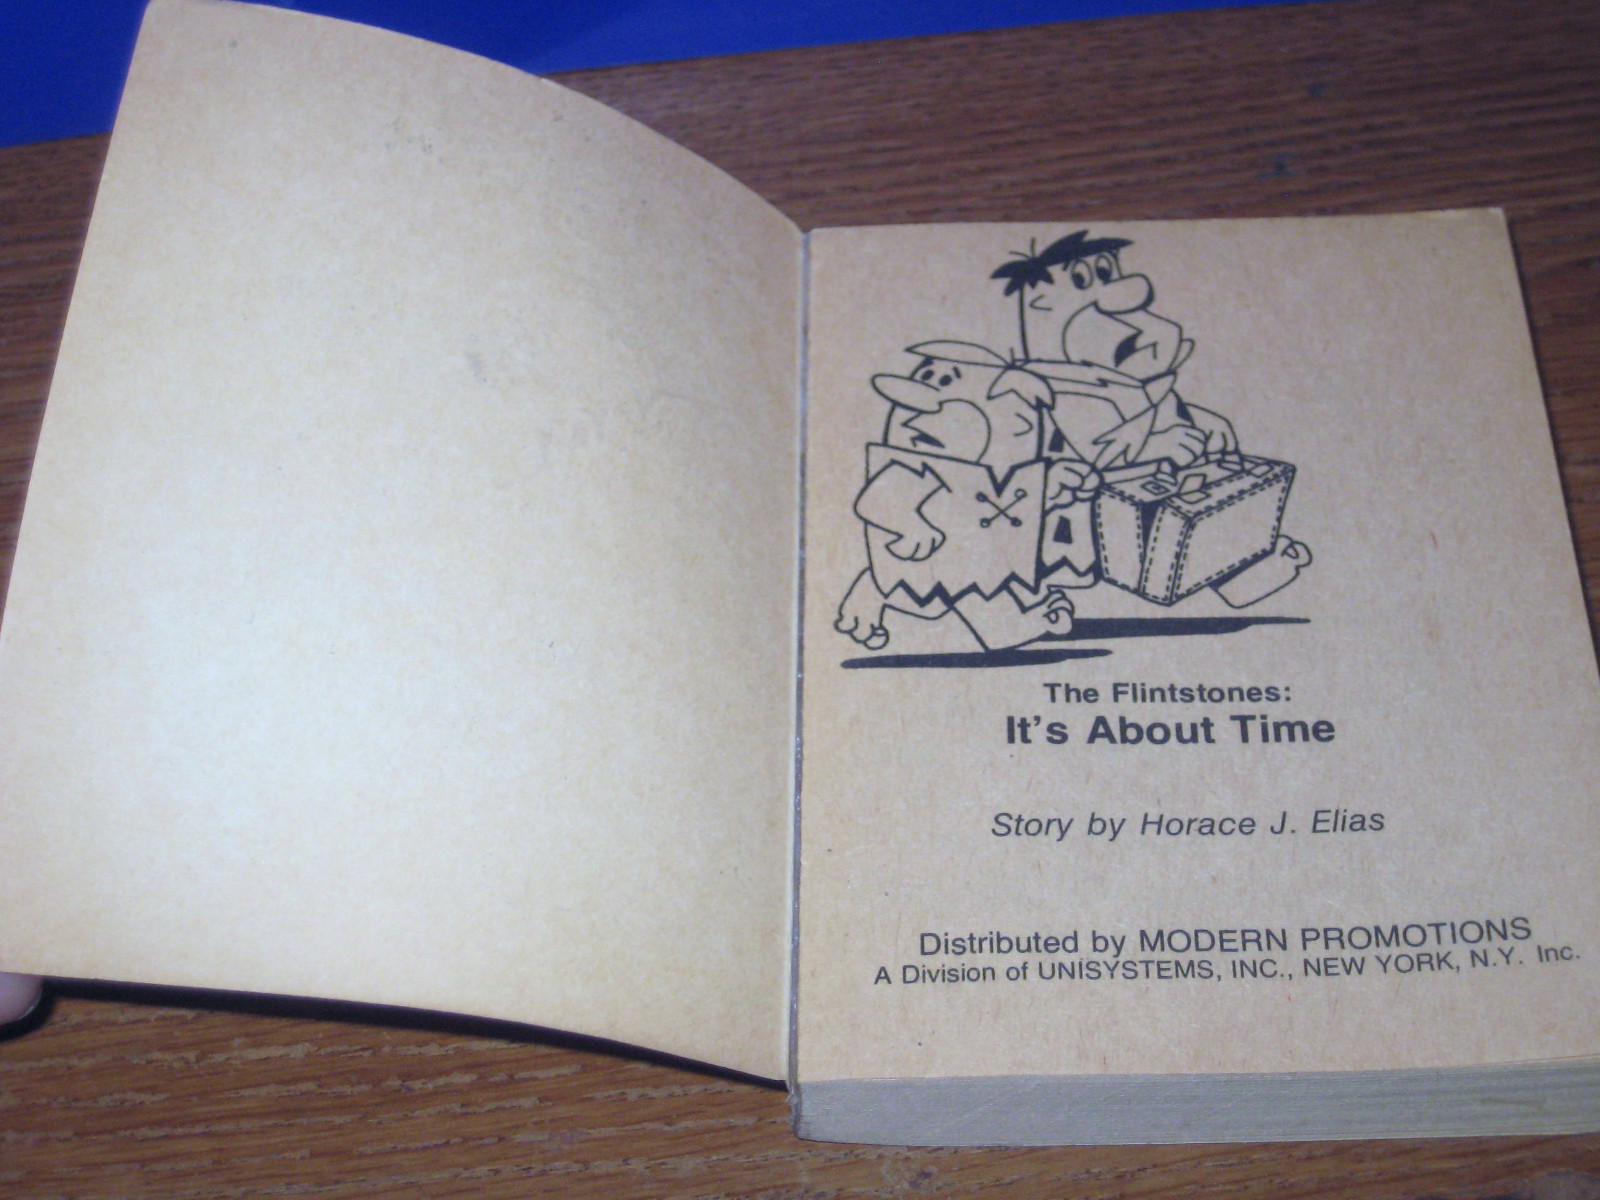 The Flintstones:
It's About Time
Story by Horace J. Elias
Distributed by MODERN PROMOTIONS
A Division of UNISYSTEMS, INC., NEW YORK, N.Y. Inc.